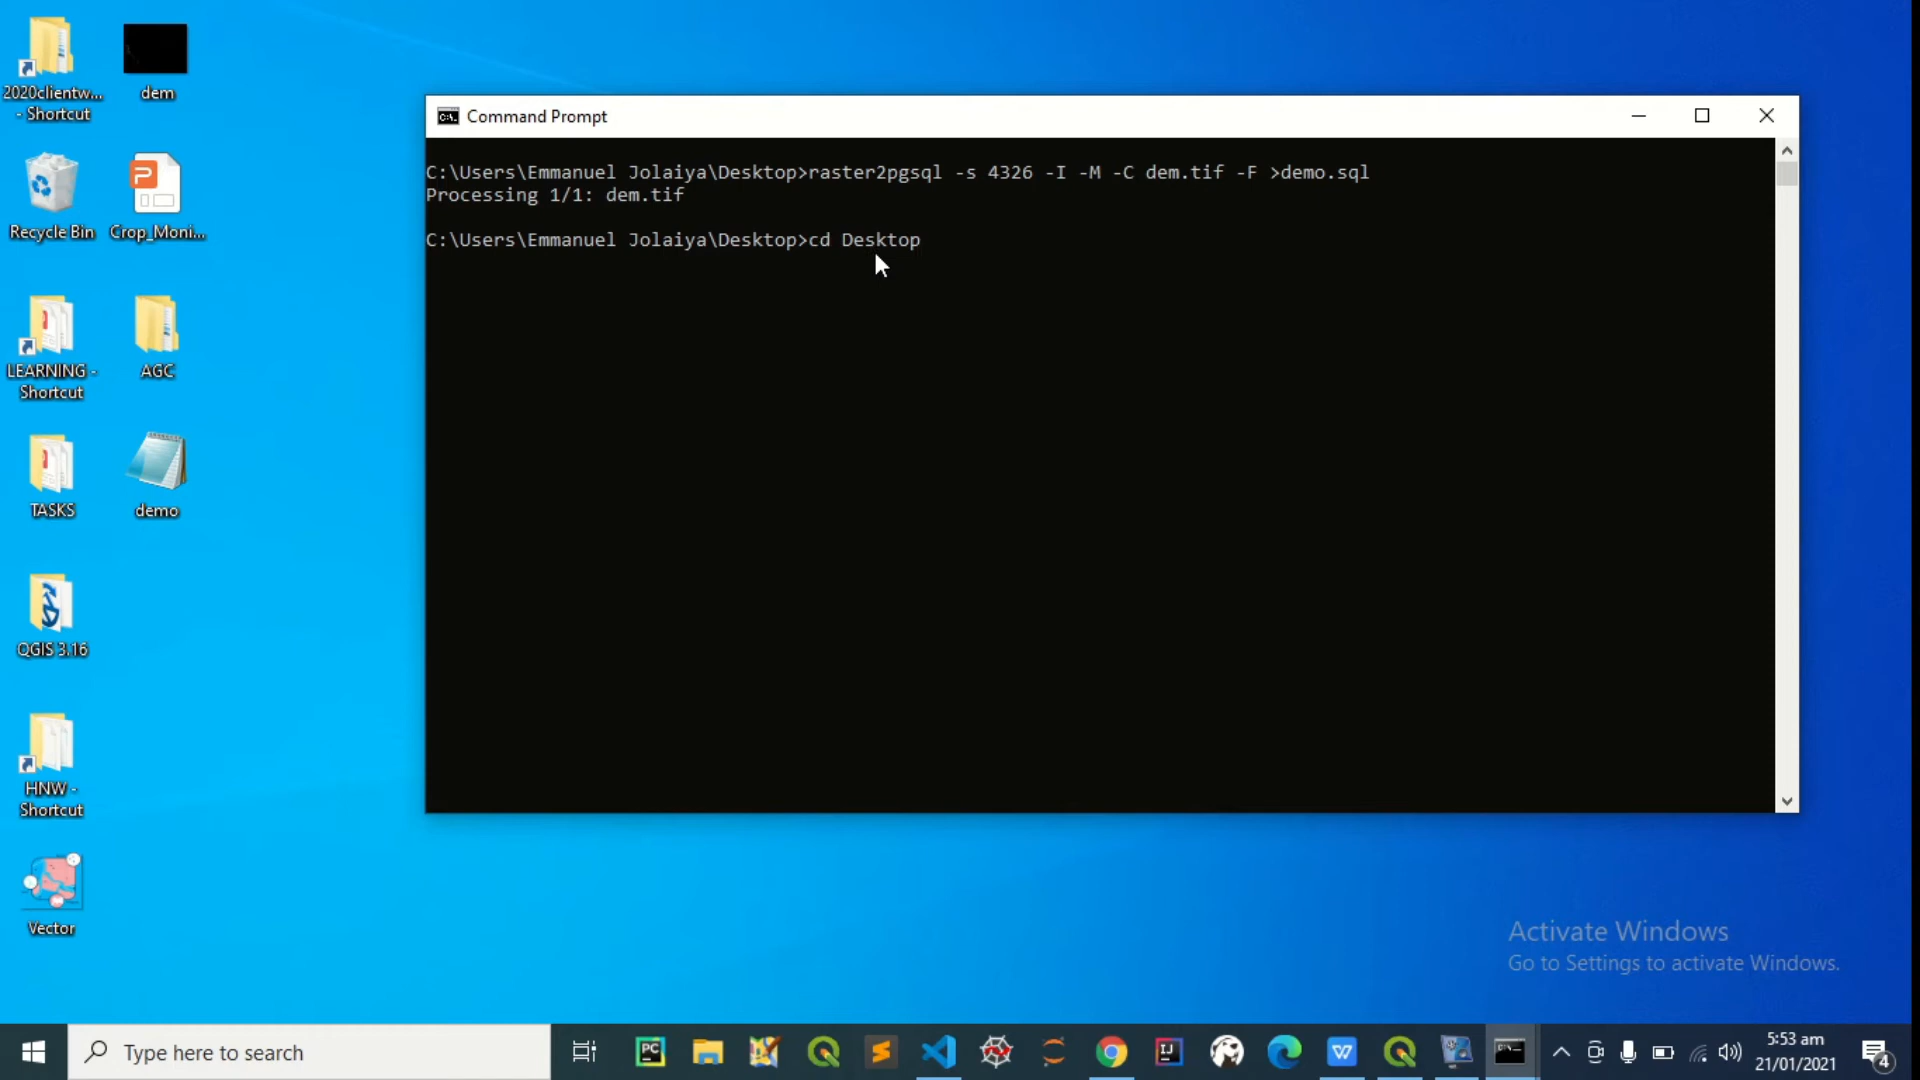 2020clientw...
- Shortcut
dem
Recycle Bin
Crop_Moni...
LEARNING -
Shortcut
AGC
TASKS
demo
QGIS 3.16
HNW -
Shortcut
Vector
Command Prompt
C:\Users\Emmanuel Jolaiya\Desktop>raster2pgsql -s 4326 -I -M -C dem.tif -F >demo.sql
Processing 1/1: dem.tif
C:\Users\Emmanuel Jolaiya\Desktop>cd Desktop
Activate Windows
Go to Settings to activate Windows.
Type here to search
5:53 am
21/01/2021
4